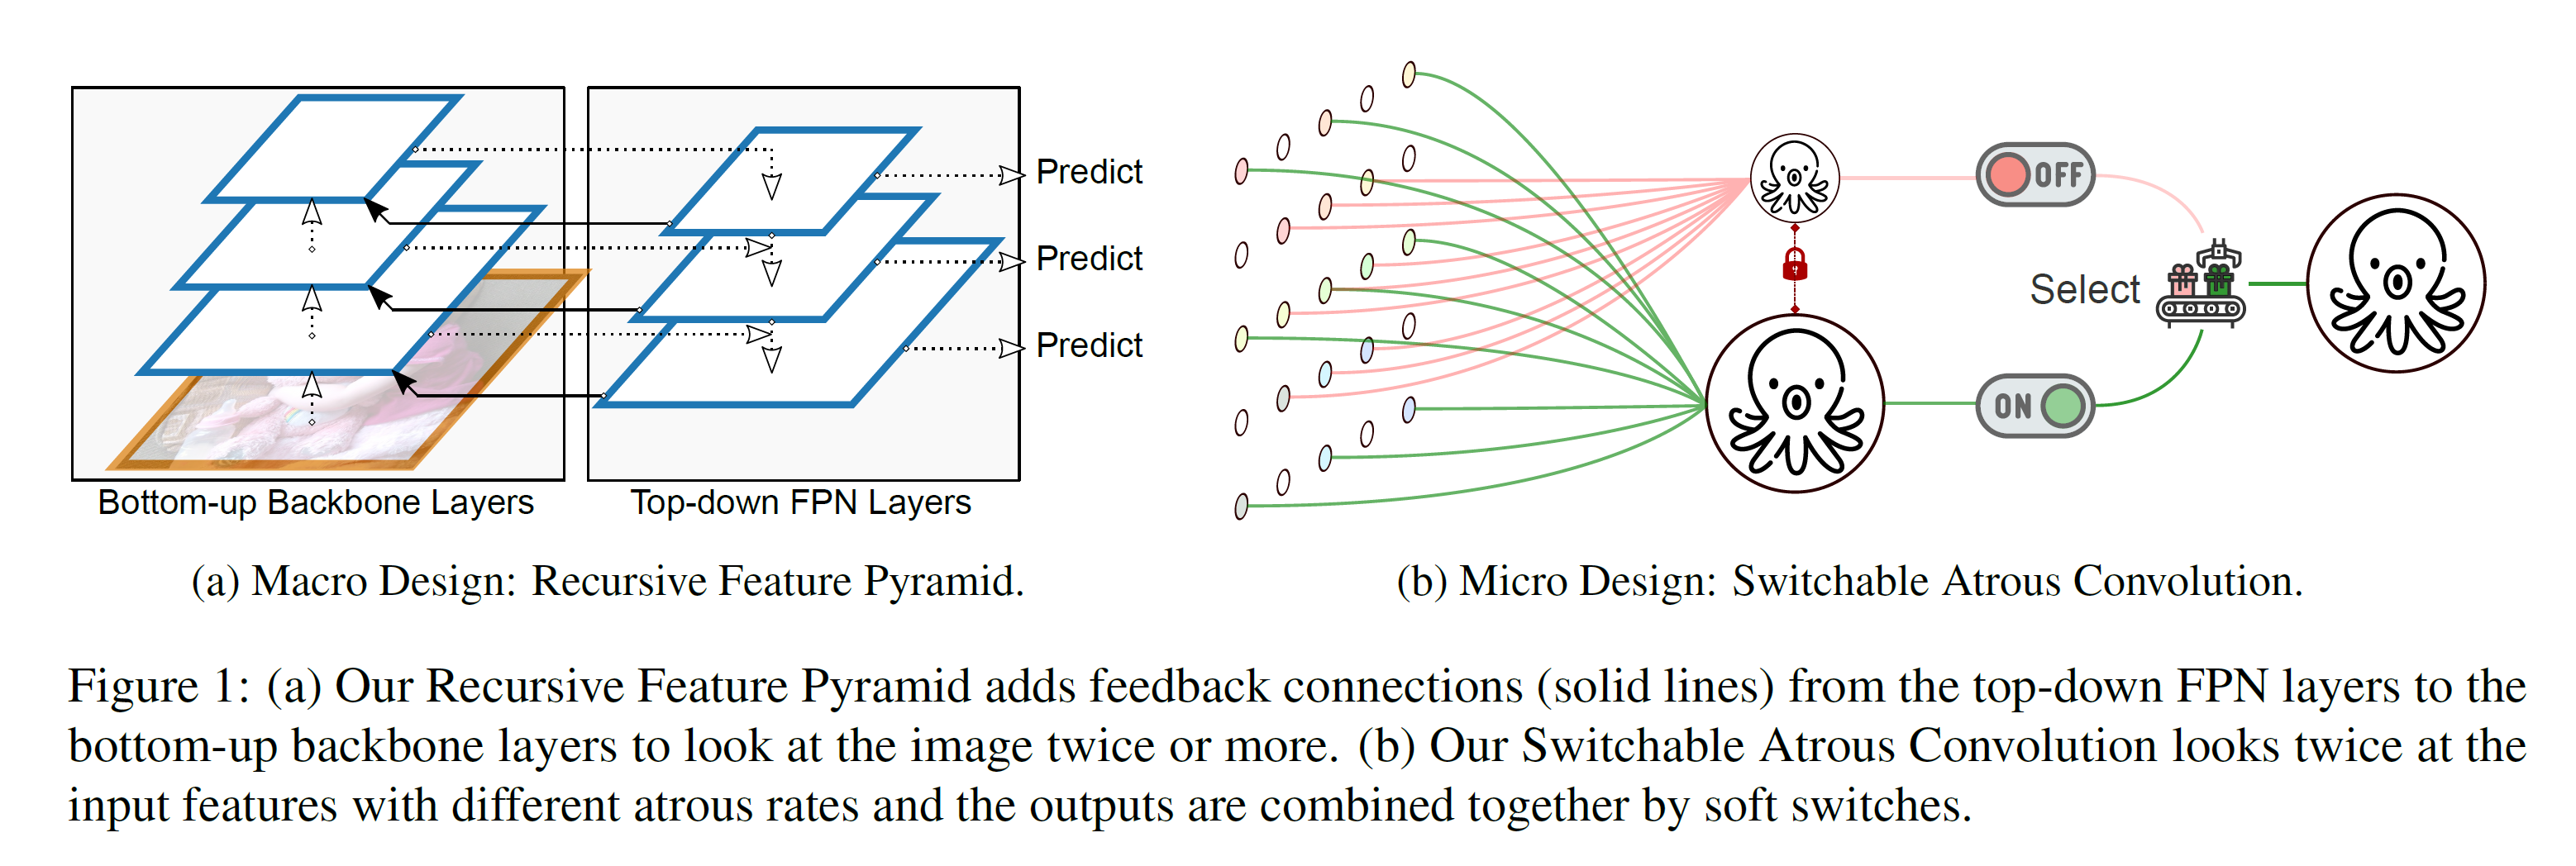 Predict
Predict
Predict
Bottom-up Backbone Layers
Top-down FPN Layers
(a) Macro Design: Recursive Feature Pyramid.
OFF
Select
ON
(b) Micro Design: Switchable Atrous Convolution.
Figure 1: (a) Our Recursive Feature Pyramid adds feedback connections (solid lines) from the top-down FPN layers to the
bottom-up backbone layers to look at the image twice or more. (b) Our Switchable Atrous Convolution looks twice at the
input features with different atrous rates and the outputs are combined together by soft switches.